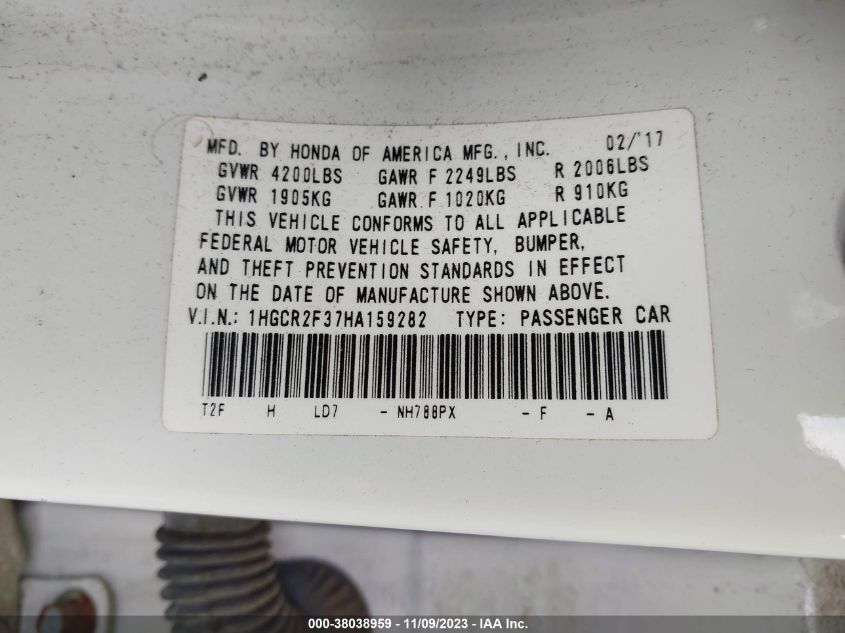 MFD. BY HONDA OF AMERICA MFG., INC. 02/'17
GVWR 4200LBS GAWR F 2249LBS R 2006LBS
GVWR 1905KG GAWR F 1020KG R 910KG
THIS VEHICLE CONFORMS TO ALL APPLICABLE
FEDERAL MOTOR VEHICLE SAFETY, BUMPER,
AND THEFT PREVENTION STANDARDS IN EFFECT
ON THE DATE OF MANUFACTURE SHOWN ABOVE.
V.I.N.: 1HGCR2F37HA159282 TYPE: PASSENGER CAR
T2F H LD7 - NH788PX - F - A
000-38038959 - 11/09/2023 - IAA Inc.